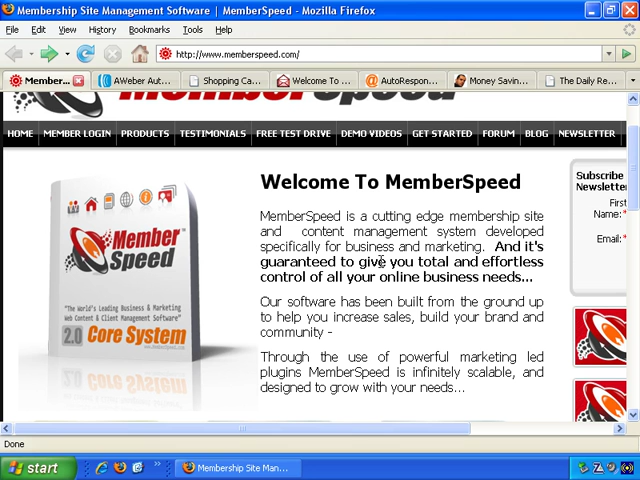 Membership Site Management Software | MemberSpeed - Mozilla Firefox
File Edit View History Bookmarks Tools Help
http://www.memberspeed.com/
Member... AWeber Aut... Shopping Ca... Welcome To ... AutoRespon... Money Savin... The Daily Re...
MemberSpeed
HOME MEMBER LOGIN PRODUCTS TESTIMONIALS FREE TEST DRIVE DEMO VIDEOS GET STARTED FORUM BLOG NEWSLETTER
Welcome To MemberSpeed
MemberSpeed is a cutting edge membership site
and content management system developed
specifically for business and marketing. And it's
guaranteed to give you total and effortless
control of all your online business needs...
Our software has been built from the ground up
to help you increase sales, build your brand and
community -
Through the use of powerful marketing led
plugins MemberSpeed is infinitely scalable, and
designed to grow with your needs...
Member
Speed
"The World's Leading Business & Marketing
Web Content & Client Management Software"
2.0 Core System
www.memberspeed.com
Subscribe
Newsletter
First
Name:*
Email:*
Done
start
Membership Site Man...